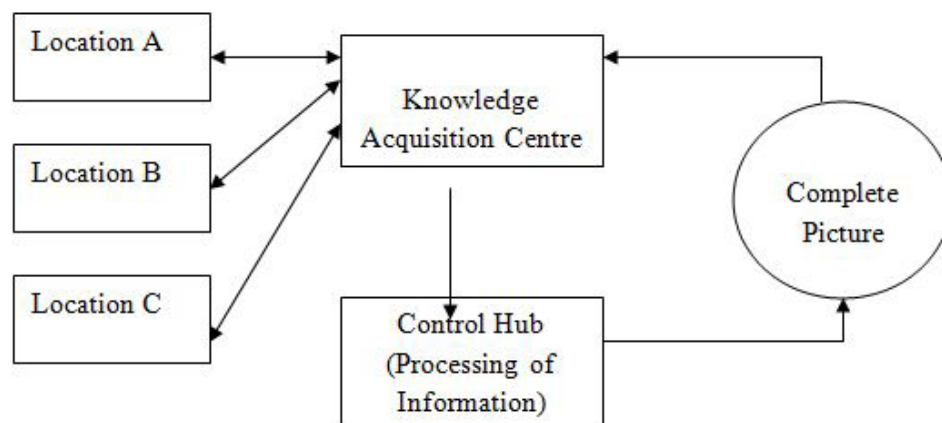 Location A
Location B
Location C
Knowledge
Acquisition Centre
Control Hub
(Processing of
Information)
Complete
Picture